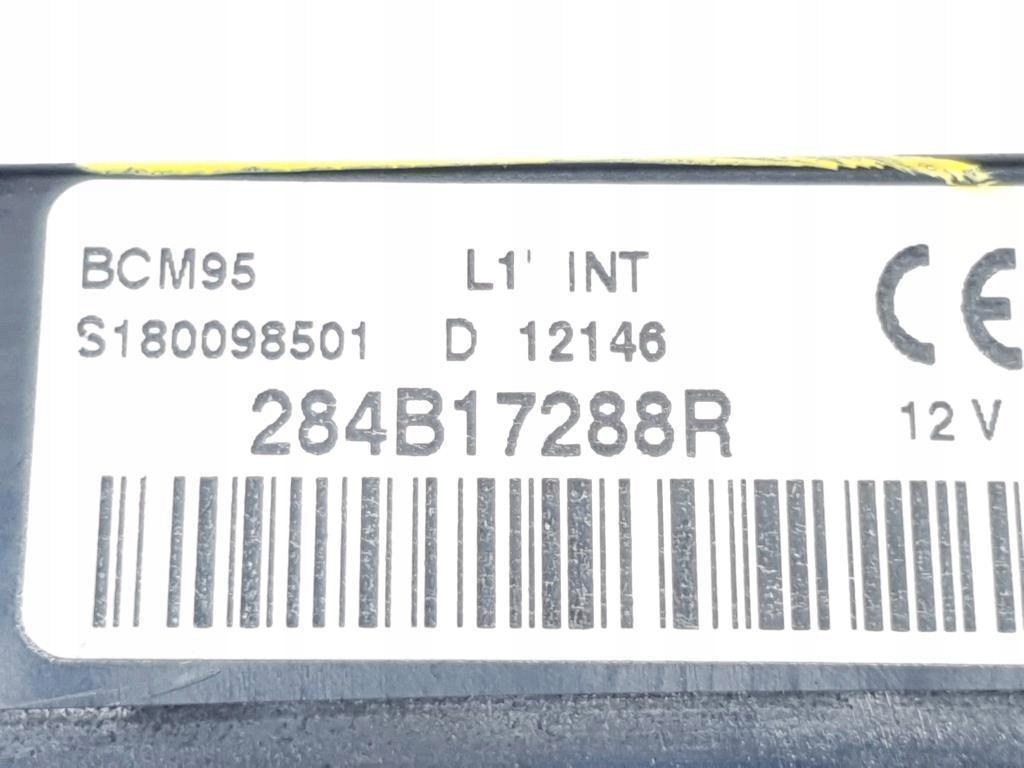 BCM95 L1' INT CE
S180098501 D 12146
284B17288R 12 V